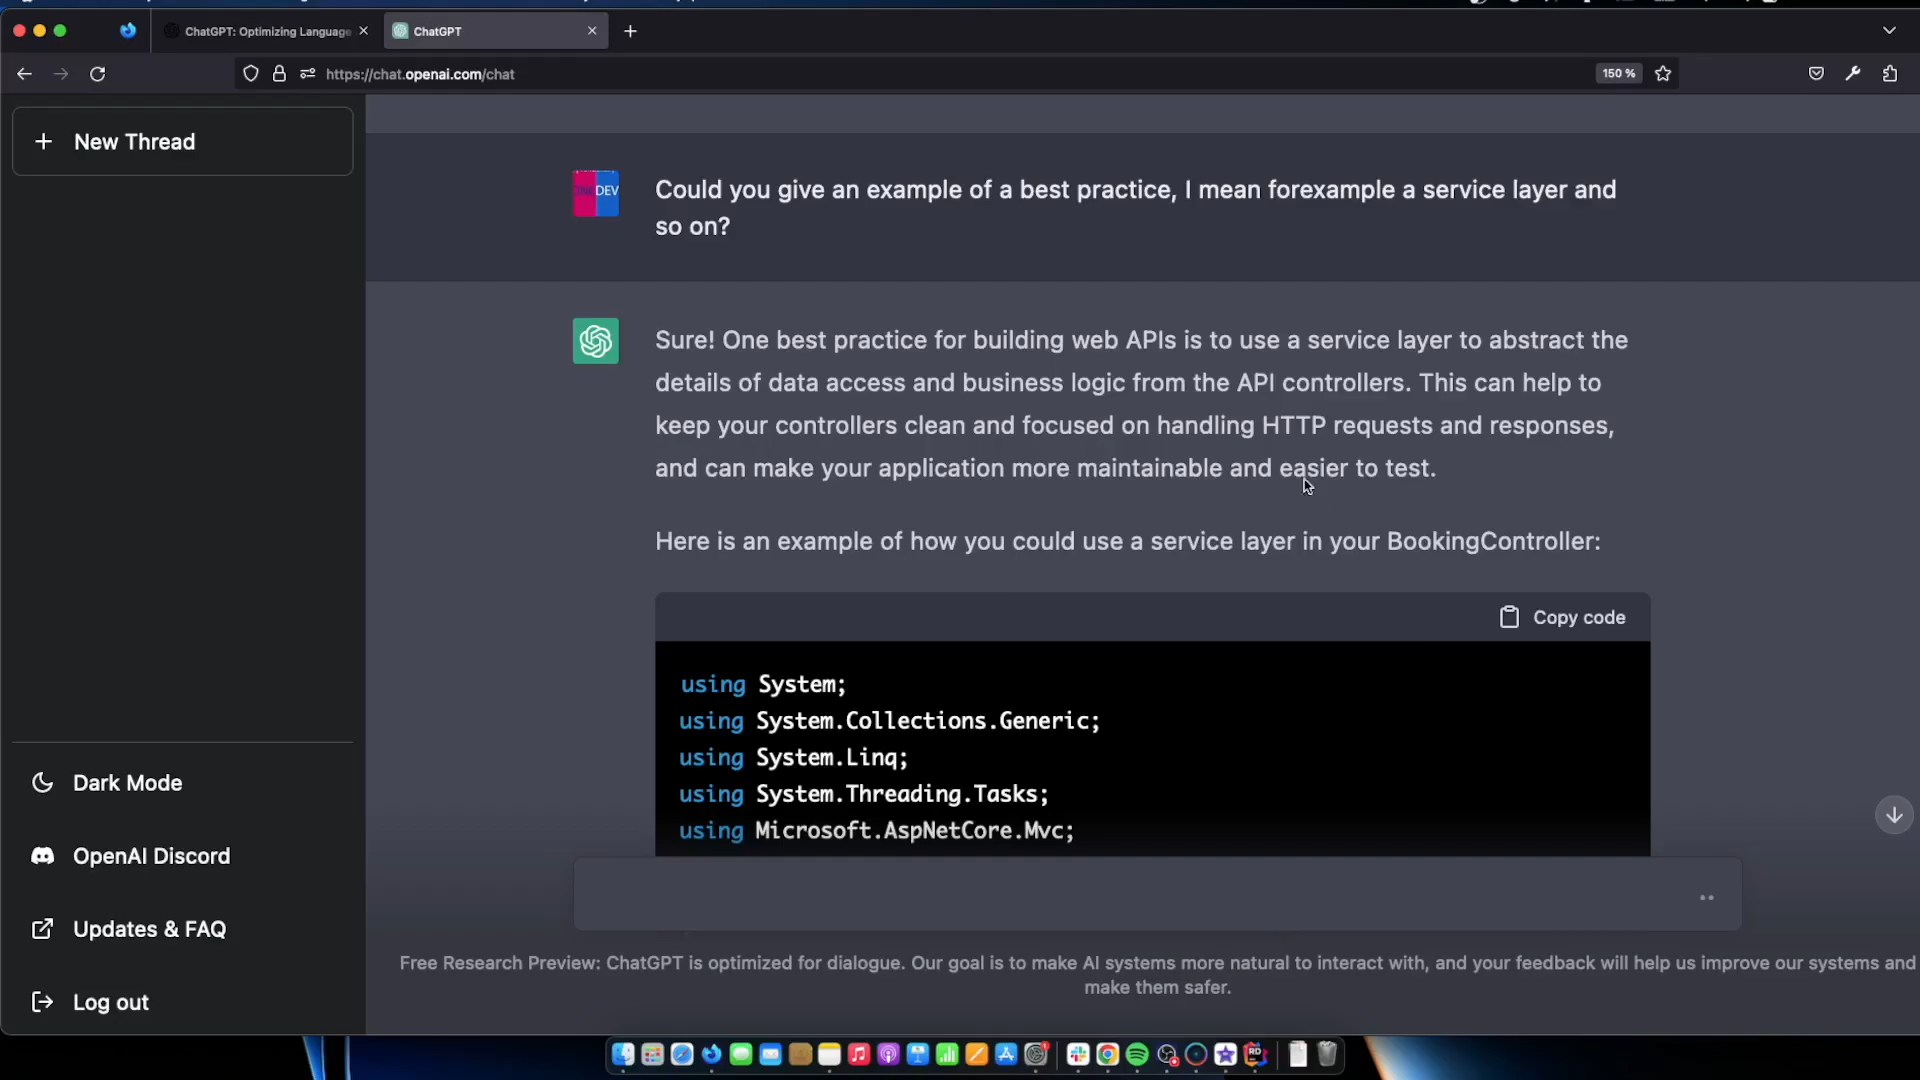 ChatGPT: Optimizing Language
ChatGPT
https://chat.openai.com/chat
150 %
New Thread
DEV
Could you give an example of a best practice, I mean forexample a service layer and
so on?
Sure! One best practice for building web APIs is to use a service layer to abstract the
details of data access and business logic from the API controllers. This can help to
keep your controllers clean and focused on handling HTTP requests and responses,
and can make your application more maintainable and easier to test.
Here is an example of how you could use a service layer in your BookingController:
Copy code
using System;
using System.Collections.Generic;
using System.Linq;
using System.Threading.Tasks;
using Microsoft.AspNetCore.Mvc;
Dark Mode
OpenAI Discord
Updates & FAQ
Log out
Free Research Preview: ChatGPT is optimized for dialogue. Our goal is to make AI systems more natural to interact with, and your feedback will help us improve our systems and
make them safer.
RD